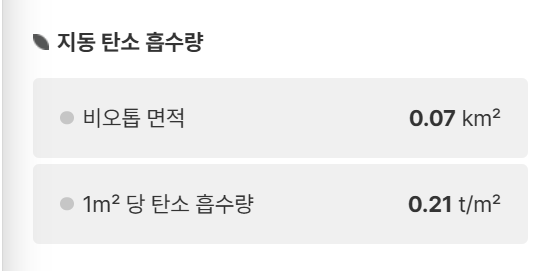 지동 탄소 흡수량
비오톱 면적 0.07 km²
1m² 당 탄소 흡수량 0.21 t/m²